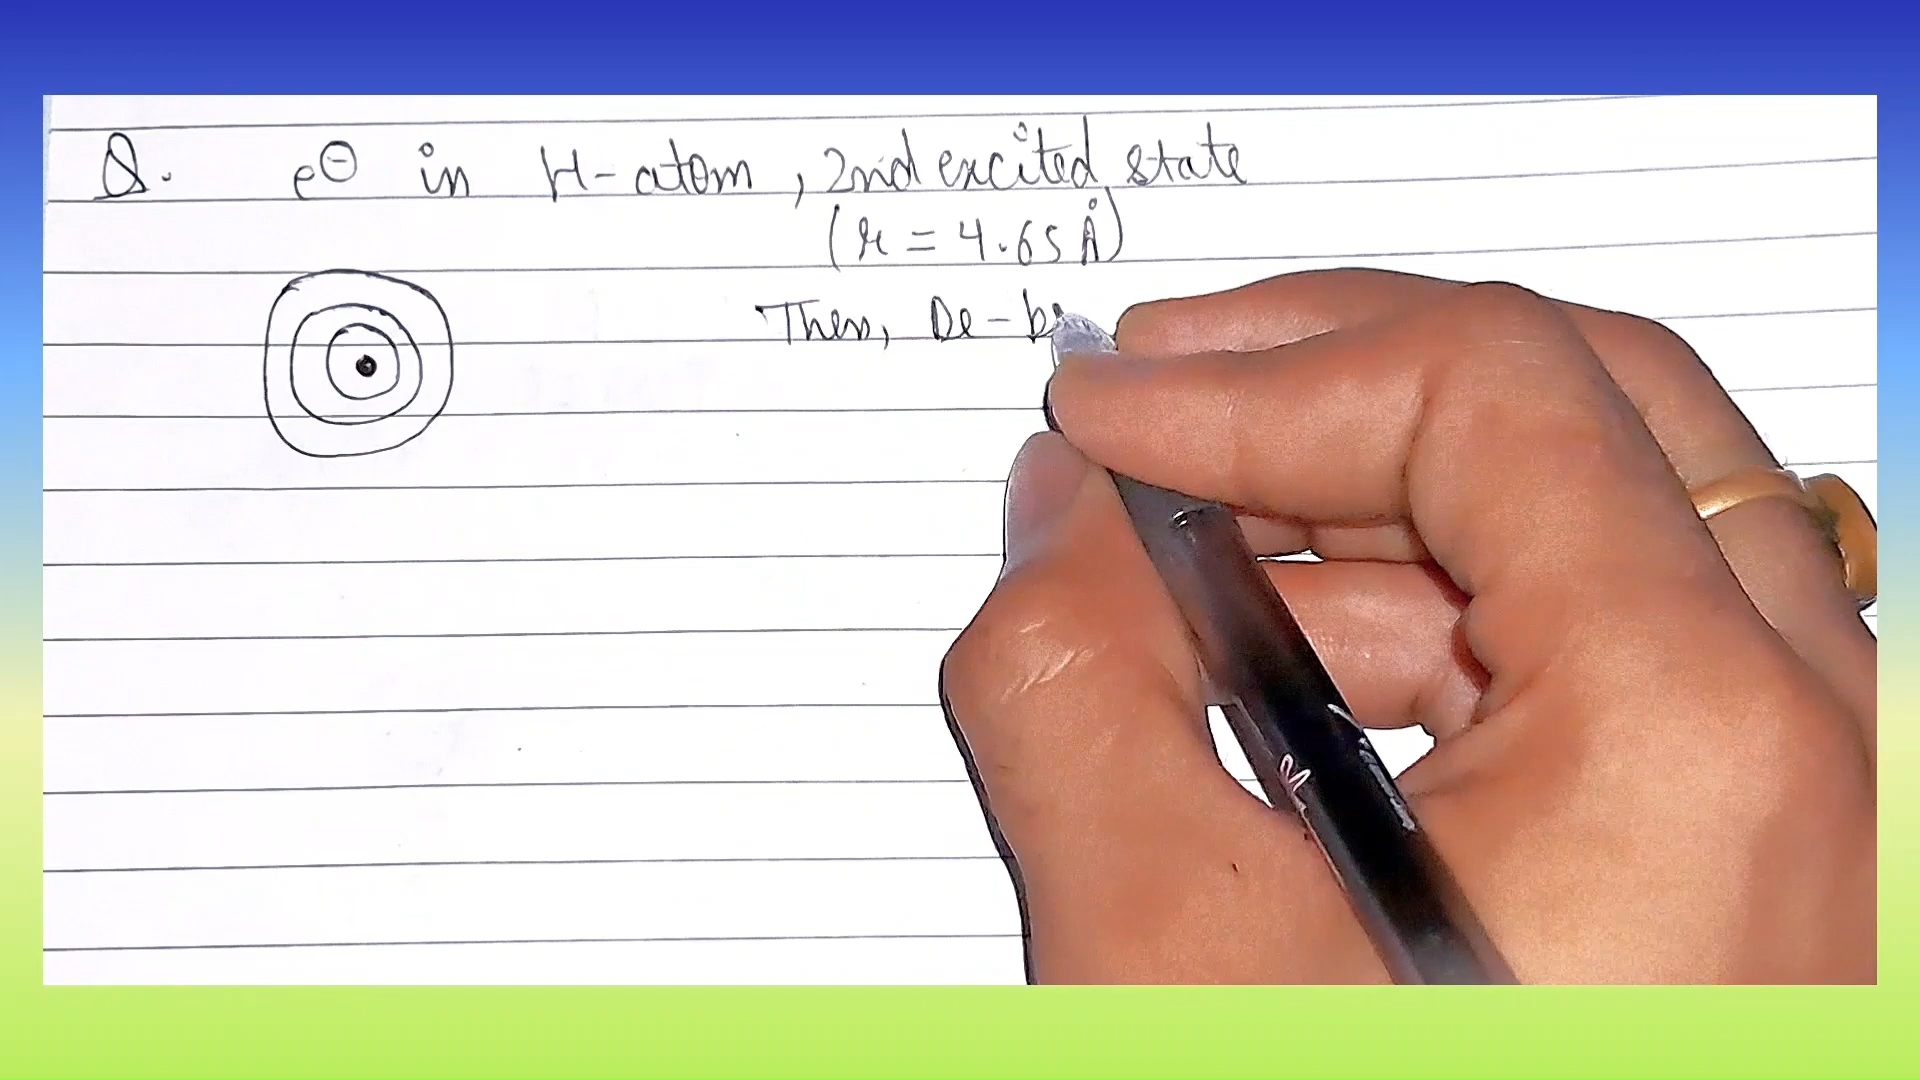 Q. e⊖ in H-atom, 2nd excited state
(r = 4.65 Å)
Then, De-b